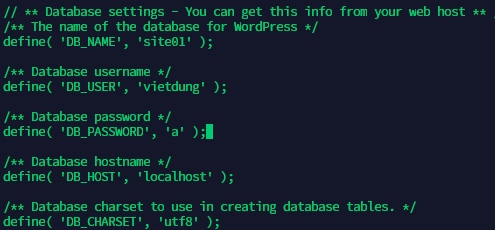 // ** Database settings - You can get this info from your web host **
/** The name of the database for WordPress */
define( 'DB_NAME', 'site01' );
/** Database username */
define( 'DB_USER', 'vietdung' );
/** Database password */
define( 'DB_PASSWORD', 'a' );
/** Database hostname */
define( 'DB_HOST', 'localhost' );
/** Database charset to use in creating database tables. */
define( 'DB_CHARSET', 'utf8' );